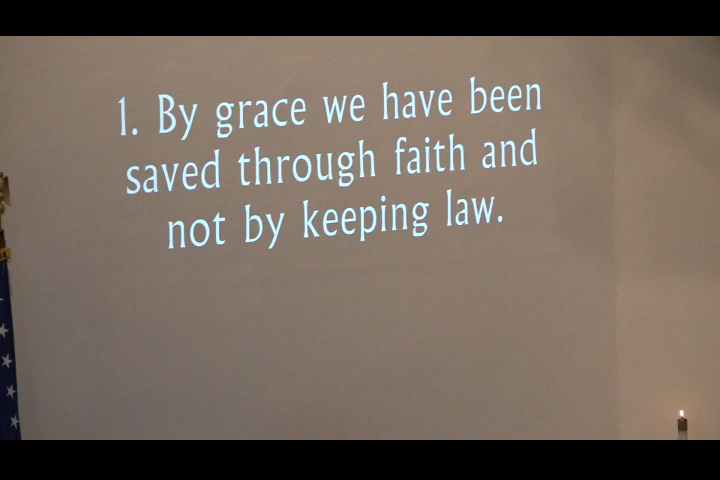 1. By grace we have been
saved through faith and
not by keeping law.